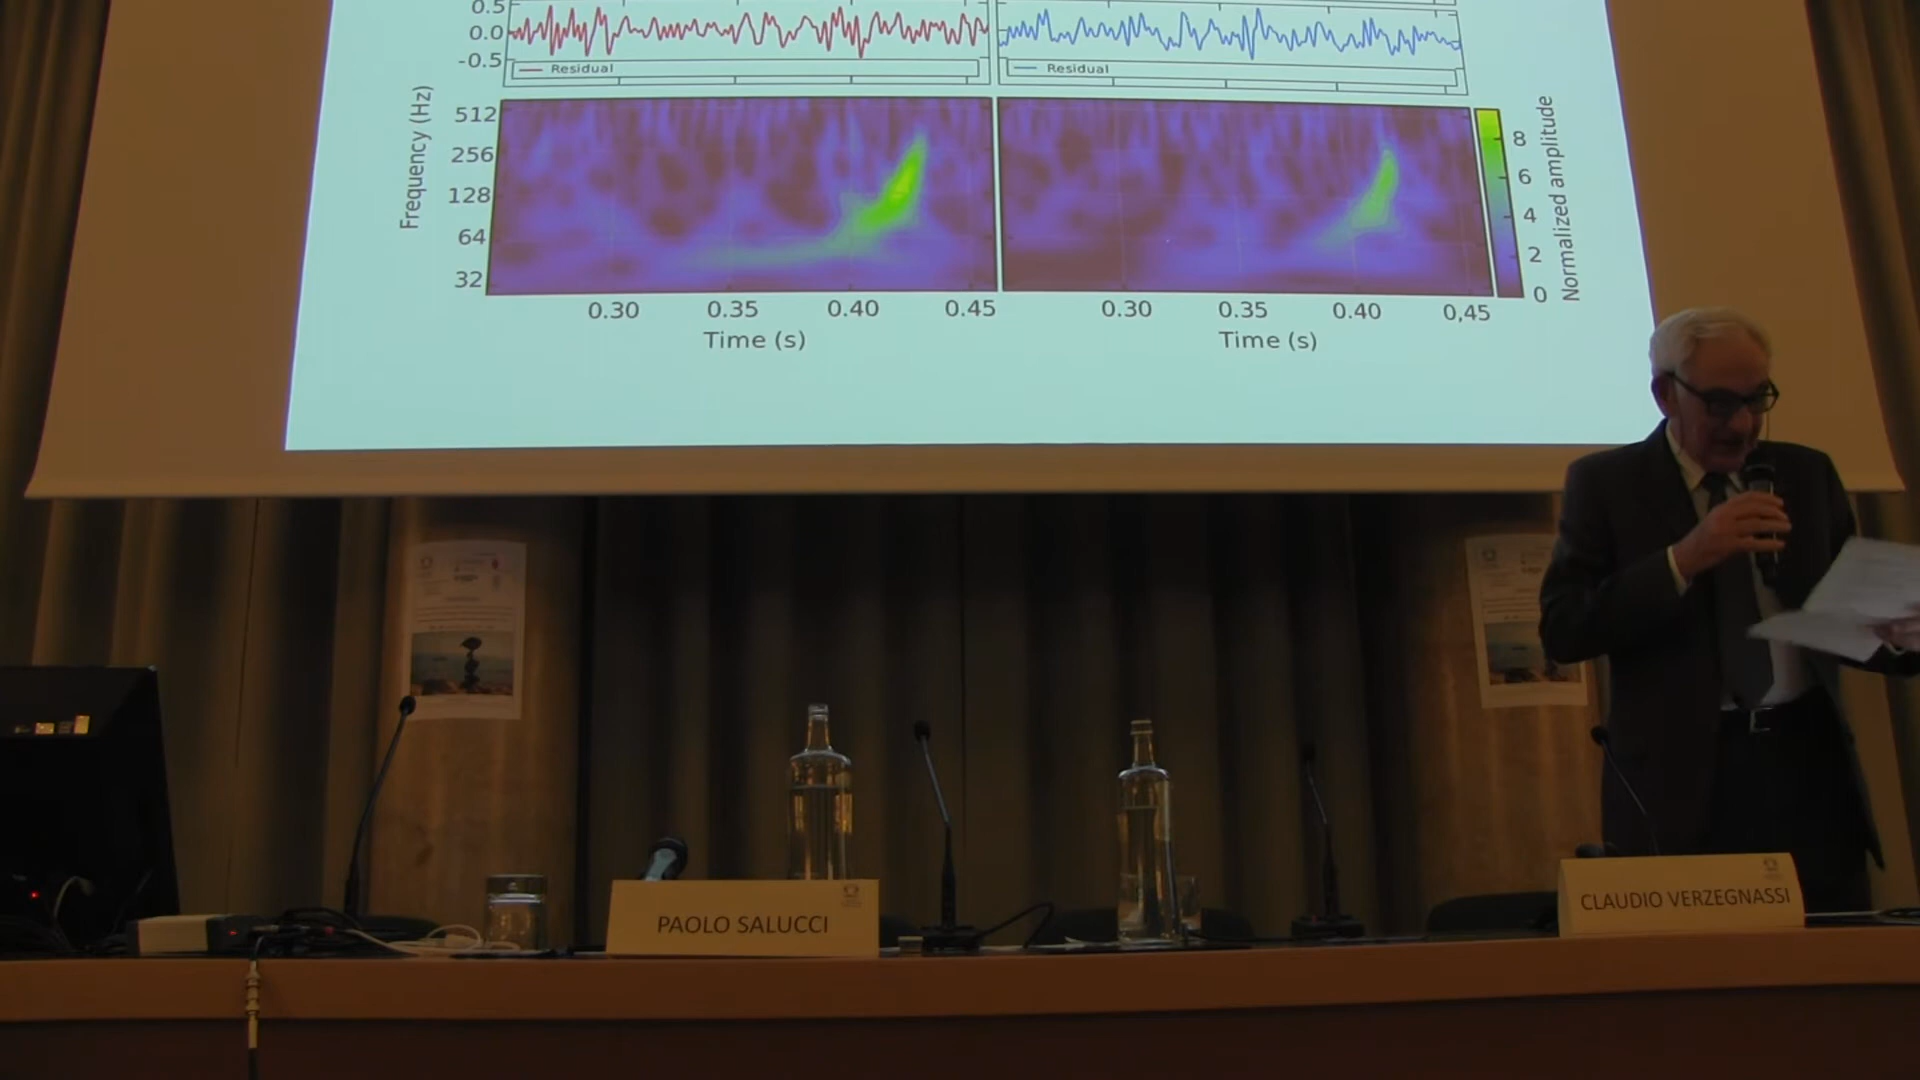 0.5
0.0
-0.5
Residual
Residual
Frequency (Hz)
512
256
128
64
32
0.30 0.35 0.40 0.45
Time (s)
0.30 0.35 0.40 0,45
Time (s)
8
6
4
2
0
Normalized amplitude
PAOLO SALUCCI
CLAUDIO VERZEGNASSI